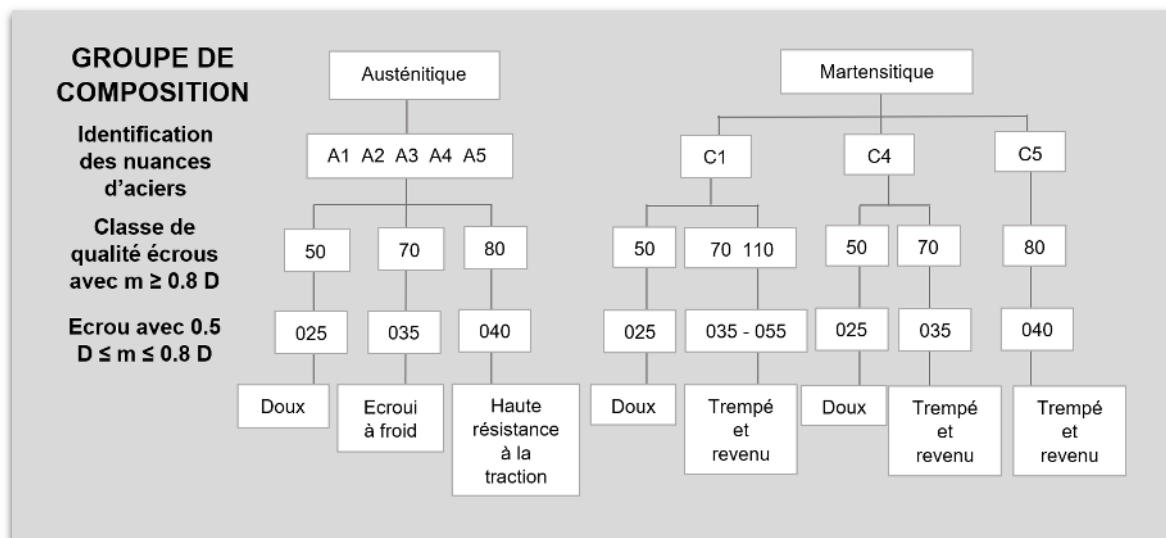 GROUPE DE
COMPOSITION
Austénitique
Martensitique
Identification
des nuances
d'aciers
A1 A2 A3 A4 A5
C1
C4
C5
Classe de
qualité écrous
avec m ≥ 0.8 D
50
70
80
50
70 110
50
70
80
Ecrou avec 0.5
D ≤ m ≤ 0.8 D
025
035
040
025
035 - 055
025
035
040
Doux
Ecroui
à froid
Haute
résistance
à la
traction
Doux
Trempé
et
revenu
Doux
Trempé
et
revenu
Trempé
et
revenu